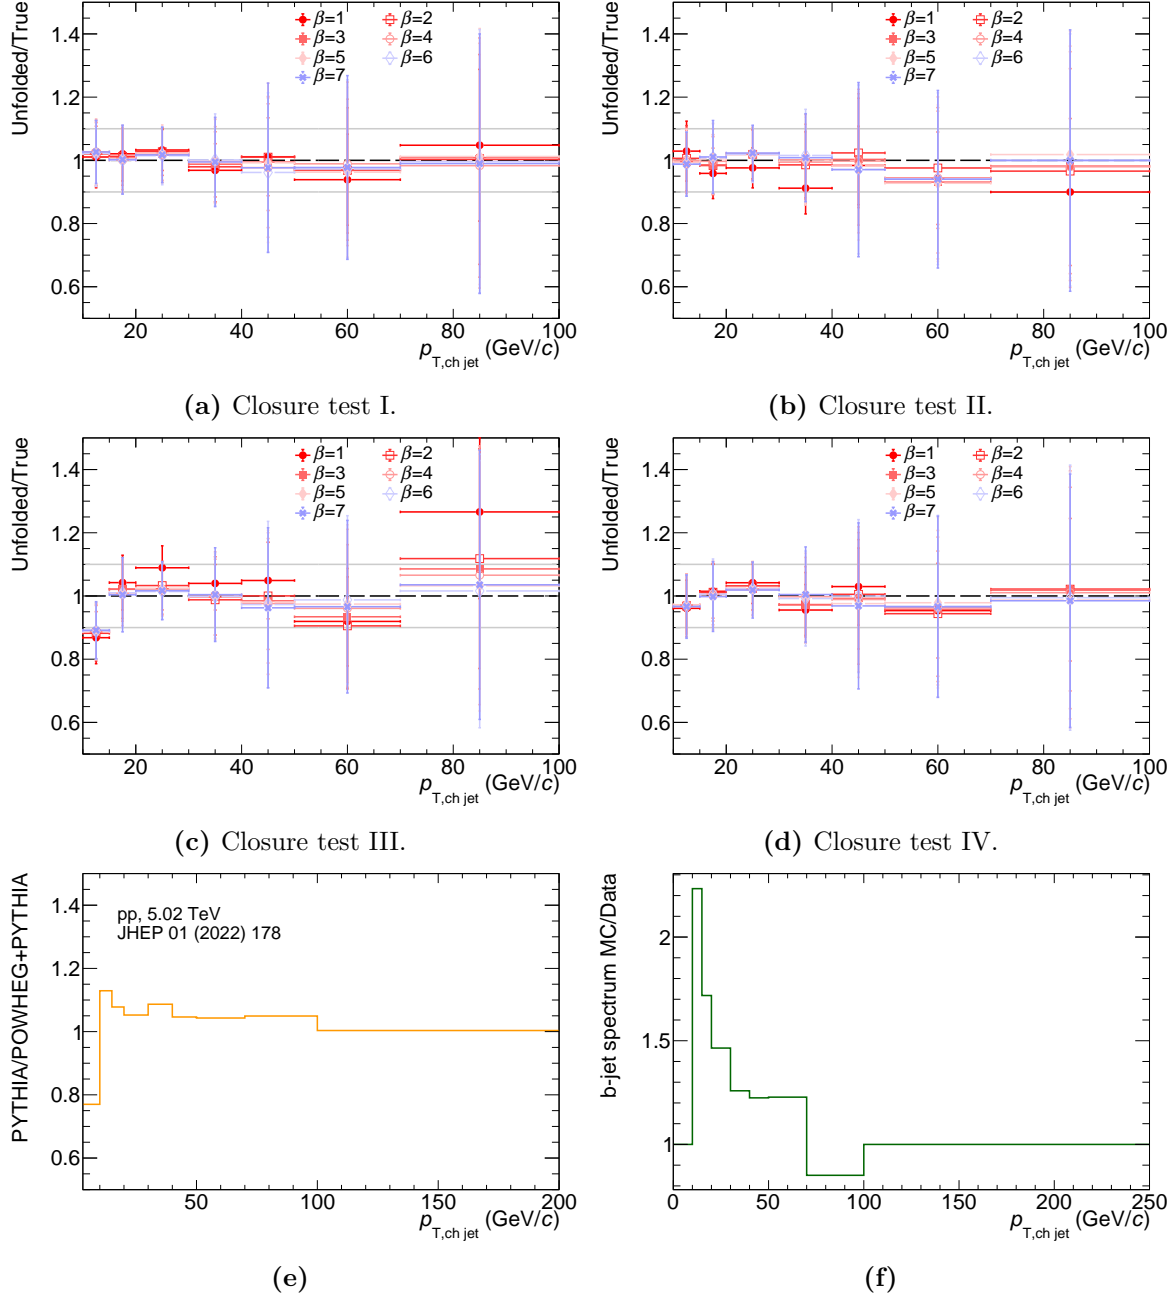 Unfolded/True
1.4
1.2
1
0.8
0.6
β=1 β=2
β=3 β=4
β=5 β=6
β=7
20 40 60 80 100
p_T,ch jet (GeV/c)
(a) Closure test I.
Unfolded/True
1.4
1.2
1
0.8
0.6
β=1 β=2
β=3 β=4
β=5 β=6
β=7
20 40 60 80 100
p_T,ch jet (GeV/c)
(b) Closure test II.
Unfolded/True
1.4
1.2
1
0.8
0.6
β=1 β=2
β=3 β=4
β=5 β=6
β=7
20 40 60 80 100
p_T,ch jet (GeV/c)
(c) Closure test III.
Unfolded/True
1.4
1.2
1
0.8
0.6
β=1 β=2
β=3 β=4
β=5 β=6
β=7
20 40 60 80 100
p_T,ch jet (GeV/c)
(d) Closure test IV.
PYTHIA/POWHEG+PYTHIA
1.4
1.2
1
0.8
0.6
pp, 5.02 TeV
JHEP 01 (2022) 178
50 100 150 200
p_T,ch jet (GeV/c)
(e)
b-jet spectrum MC/Data
2
1.5
1
0 50 100 150 200 250
p_T,ch jet (GeV/c)
(f)